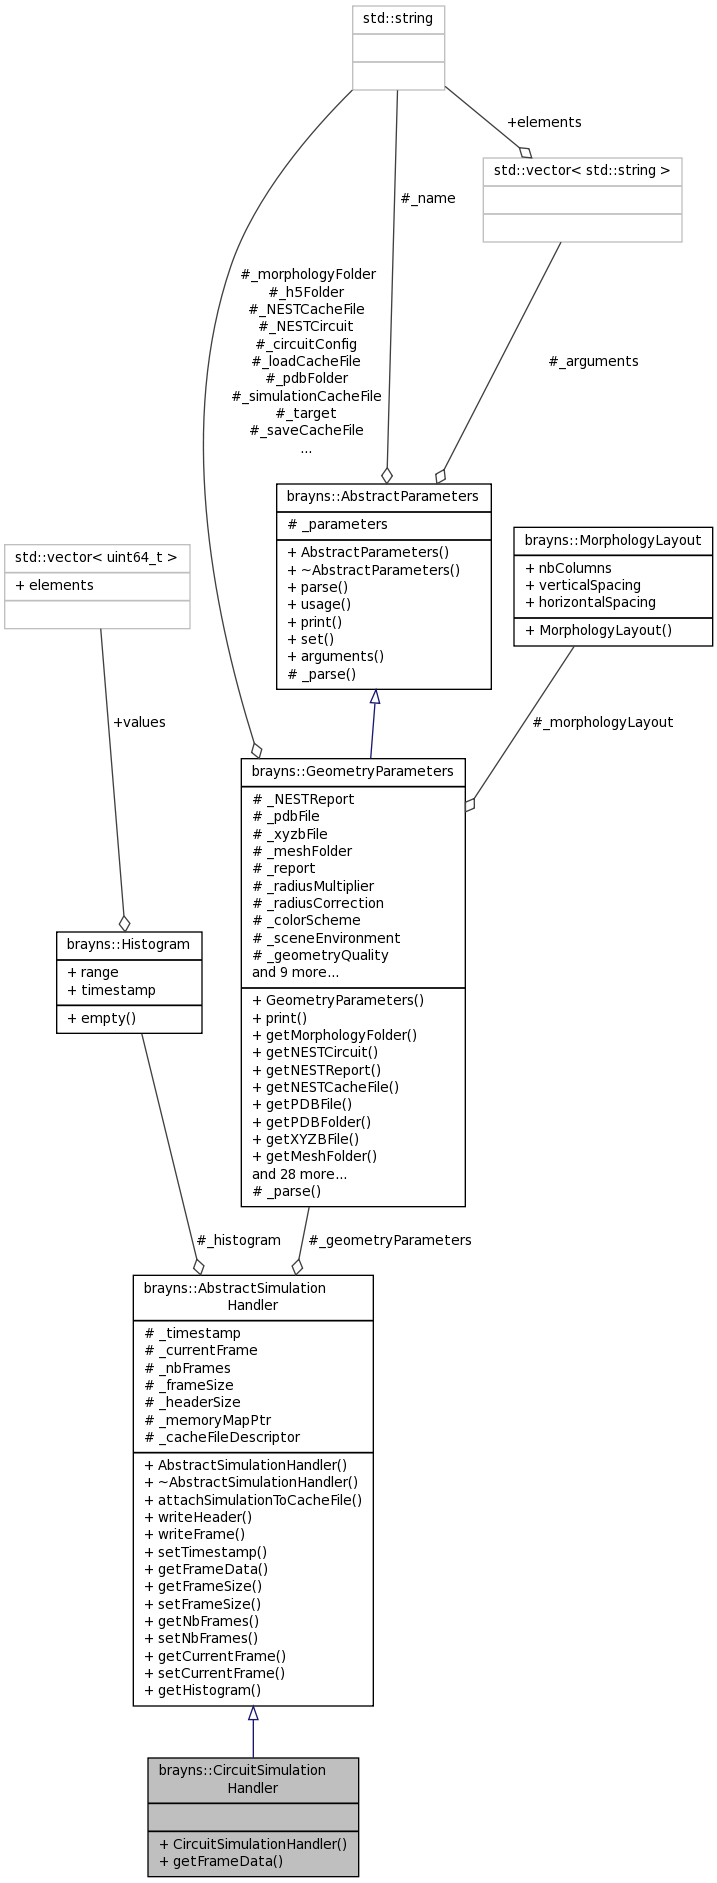 std::string
+elements
std::vector< std::string >
#_name
#_morphologyFolder
#_h5Folder
#_NESTCacheFile
#_NESTCircuit
#_circuitConfig
#_loadCacheFile
#_pdbFolder
#_simulationCacheFile
#_target
#_saveCacheFile
...
#_arguments
brayns::AbstractParameters
# _parameters
+ AbstractParameters()
+ ~AbstractParameters()
+ parse()
+ usage()
+ print()
+ set()
+ arguments()
# _parse()
brayns::MorphologyLayout
+ nbColumns
+ verticalSpacing
+ horizontalSpacing
+ MorphologyLayout()
std::vector< uint64_t >
+ elements
+values
#_morphologyLayout
brayns::GeometryParameters
# _NESTReport
# _pdbFile
# _xyzbFile
# _meshFolder
# _report
# _radiusMultiplier
# _radiusCorrection
# _colorScheme
# _sceneEnvironment
# _geometryQuality
and 9 more...
+ GeometryParameters()
+ print()
+ getMorphologyFolder()
+ getNESTCircuit()
+ getNESTReport()
+ getNESTCacheFile()
+ getPDBFile()
+ getPDBFolder()
+ getXYZBFile()
+ getMeshFolder()
and 28 more...
# _parse()
brayns::Histogram
+ range
+ timestamp
+ empty()
#_histogram
#_geometryParameters
brayns::AbstractSimulation
Handler
# _timestamp
# _currentFrame
# _nbFrames
# _frameSize
# _headerSize
# _memoryMapPtr
# _cacheFileDescriptor
+ AbstractSimulationHandler()
+ ~AbstractSimulationHandler()
+ attachSimulationToCacheFile()
+ writeHeader()
+ writeFrame()
+ setTimestamp()
+ getFrameData()
+ getFrameSize()
+ setFrameSize()
+ getNbFrames()
+ setNbFrames()
+ getCurrentFrame()
+ setCurrentFrame()
+ getHistogram()
brayns::CircuitSimulation
Handler
+ CircuitSimulationHandler()
+ getFrameData()